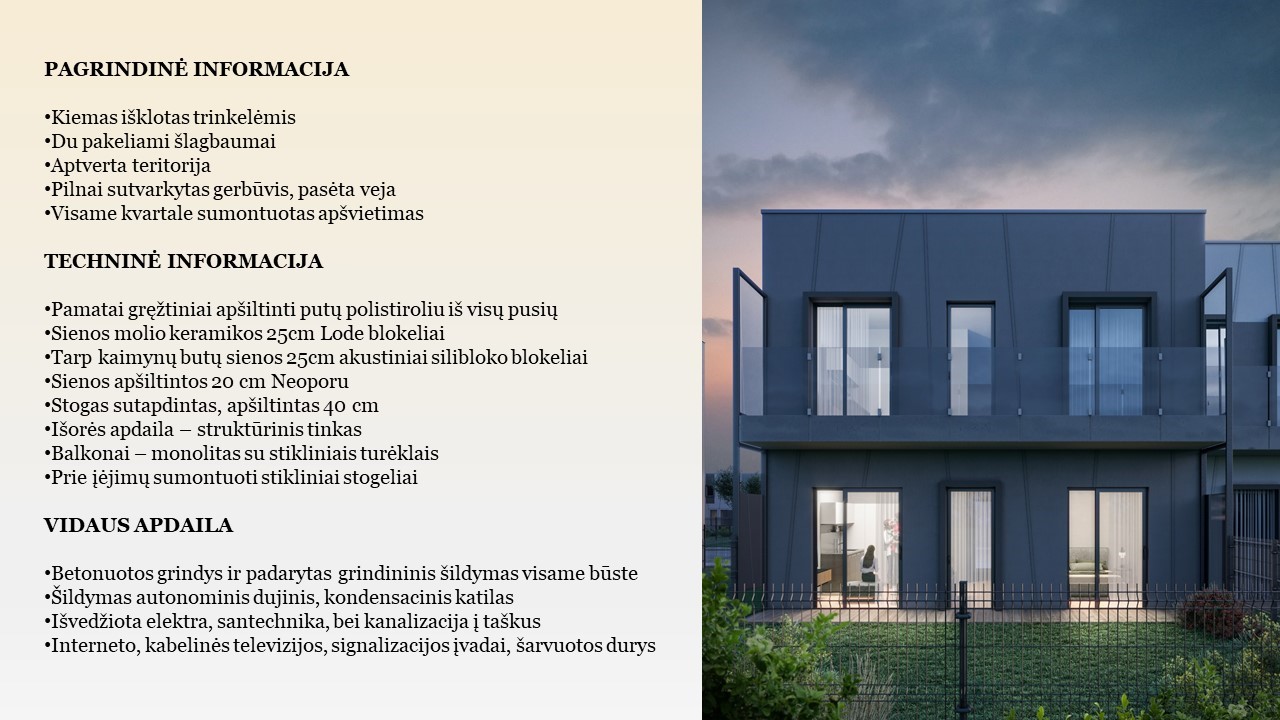 PAGRINDINĖ INFORMACIJA
•Kiemas išklotas trinkelėmis
•Du pakeliami šlagbaumai
•Aptverta teritorija
•Pilnai sutvarkytas gerbūvis, pasėta veja
•Visame kvartale sumontuotas apšvietimas
TECHNINĖ INFORMACIJA
•Pamatai gręžtiniai apšiltinti putų polistiroliu iš visų pusių
•Sienos molio keramikos 25cm Lode blokeliai
•Tarp kaimynų butų sienos 25cm akustiniai silibloko blokeliai
•Sienos apšiltintos 20 cm Neoporu
•Stogas sutapdintas, apšiltintas 40 cm
•Išorės apdaila – struktūrinis tinkas
•Balkonai – monolitas su stikliniais turėklais
•Prie įėjimų sumontuoti stikliniai stogeliai
VIDAUS APDAILA
•Betonuotos grindys ir padarytas grindininis šildymas visame būste
•Šildymas autonominis dujinis, kondensacinis katilas
•Išvedžiota elektra, santechnika, bei kanalizacija į taškus
•Interneto, kabelinės televizijos, signalizacijos įvadai, šarvuotos durys